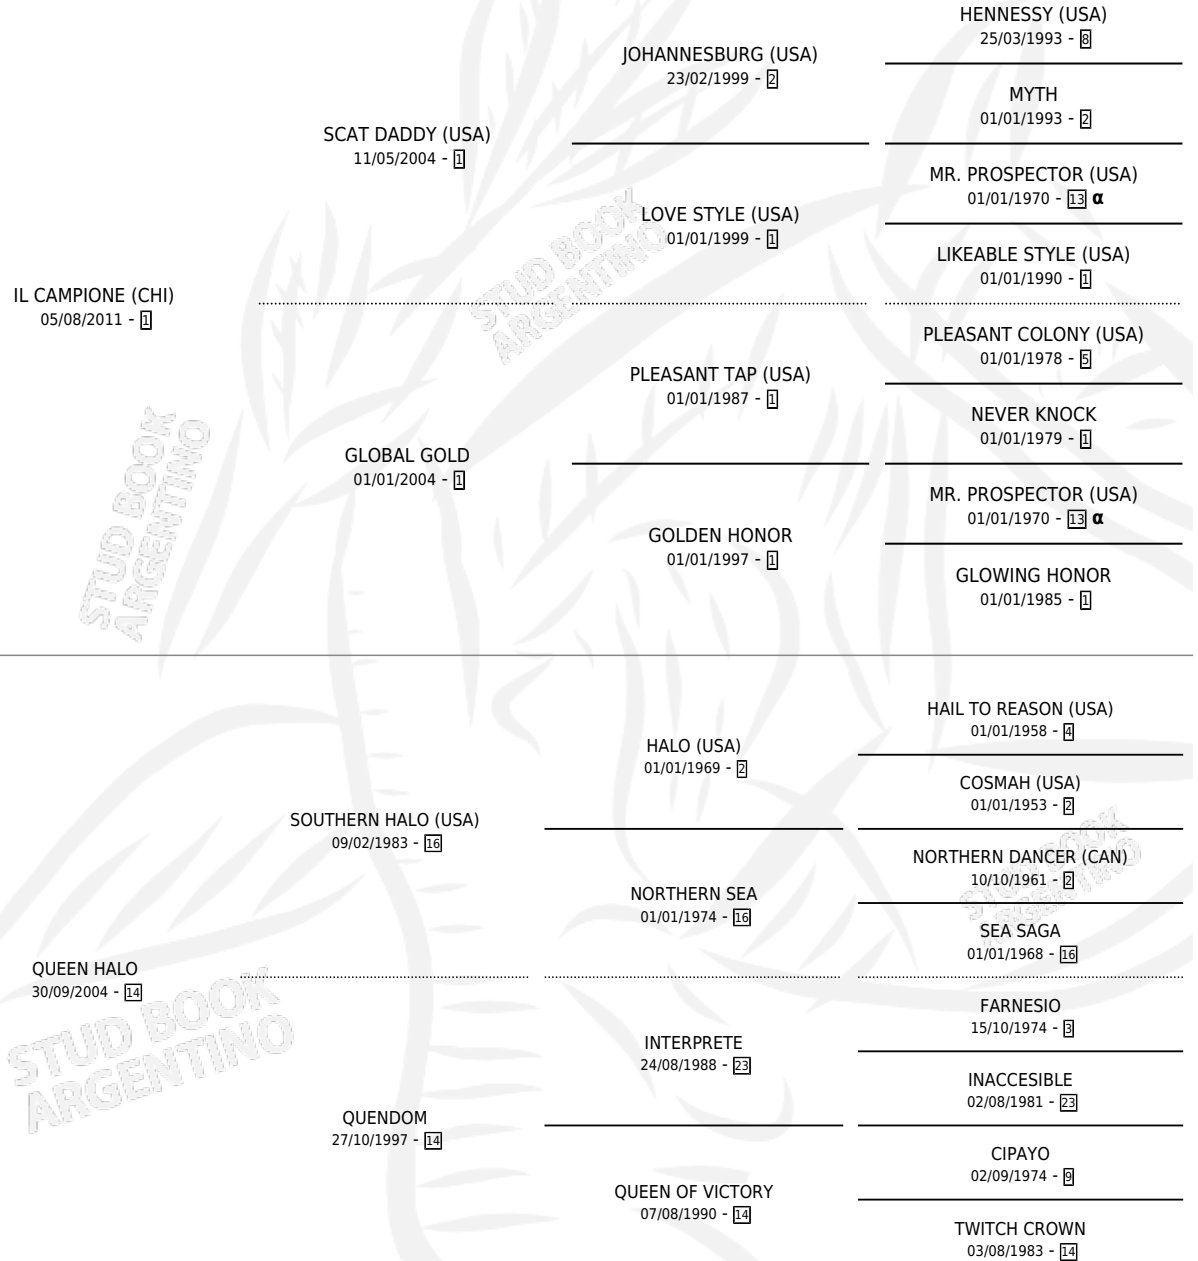 HENNESSY (USA)
25/03/1993 - 8
JOHANNESBURG (USA)
23/02/1999 - 2
MYTH
01/01/1993 - 2
SCAT DADDY (USA)
11/05/2004 - 1
MR. PROSPECTOR (USA)
01/01/1970 - 13 α
LOVE STYLE (USA)
01/01/1999 - 1
LIKEABLE STYLE (USA)
01/01/1990 - 1
IL CAMPIONE (CHI)
05/08/2011 - 1
PLEASANT COLONY (USA)
01/01/1978 - 5
PLEASANT TAP (USA)
01/01/1987 - 1
NEVER KNOCK
01/01/1979 - 1
GLOBAL GOLD
01/01/2004 - 1
MR. PROSPECTOR (USA)
01/01/1970 - 13 α
GOLDEN HONOR
01/01/1997 - 1
GLOWING HONOR
01/01/1985 - 1
HAIL TO REASON (USA)
01/01/1958 - 4
HALO (USA)
01/01/1969 - 2
COSMAH (USA)
01/01/1953 - 2
SOUTHERN HALO (USA)
09/02/1983 - 16
NORTHERN DANCER (CAN)
10/10/1961 - 2
NORTHERN SEA
01/01/1974 - 16
SEA SAGA
01/01/1968 - 16
QUEEN HALO
30/09/2004 - 14
FARNESIO
15/10/1974 - 3
INTERPRETE
24/08/1988 - 23
INACCESIBLE
02/08/1981 - 23
QUENDOM
27/10/1997 - 14
CIPAYO
02/09/1974 - 9
QUEEN OF VICTORY
07/08/1990 - 14
TWITCH CROWN
03/08/1983 - 14
STUD BOOK
ARGENTINO
STUD BOOK
ARGENTINO
STUD BOOK
ARGENTINO
STUD BOOK
ARGENTINO